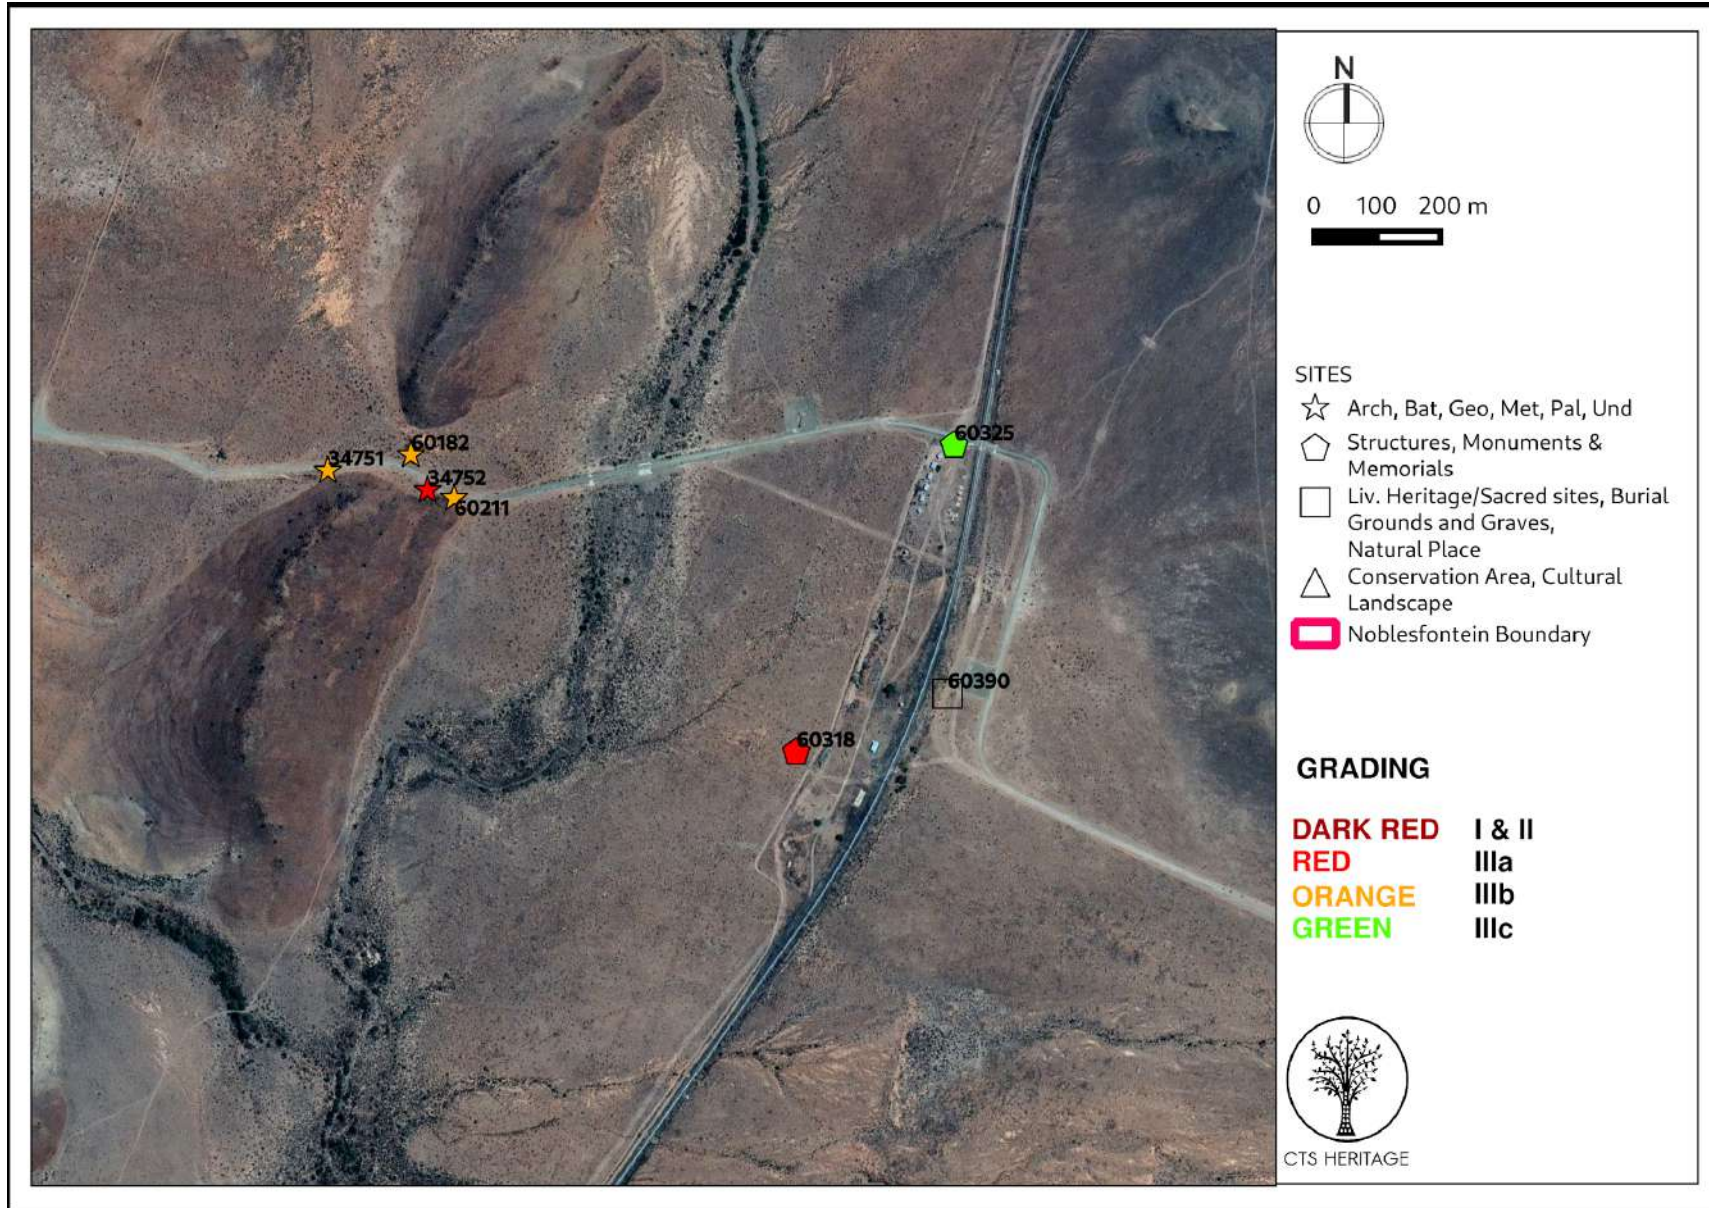 N
0 100 200 m
SITES
Arch, Bat, Geo, Met, Pal, Und
Structures, Monuments &
Memorials
Liv. Heritage/Sacred sites, Burial
Grounds and Graves,
Natural Place
Conservation Area, Cultural
Landscape
Noblesfontein Boundary
GRADING
DARK RED I & II
RED IIIa
ORANGE IIIb
GREEN IIIc
CTS HERITAGE
60325
60182
34751
34752
60211
60390
60318